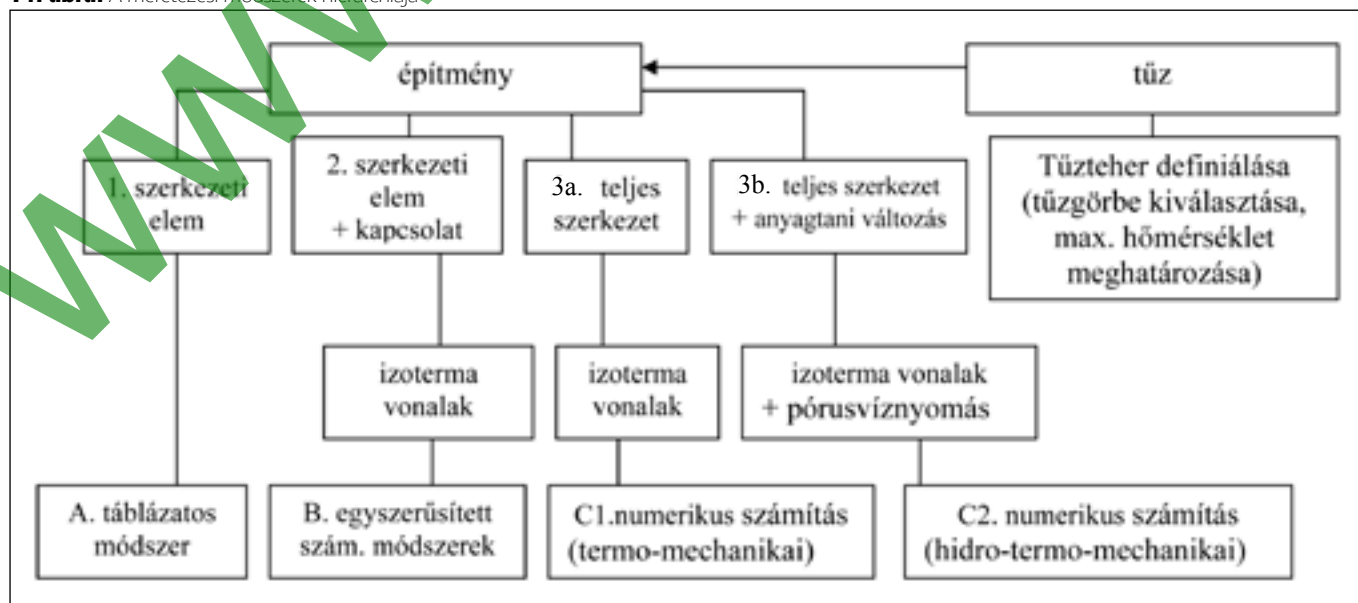 építmény
tűz
1. szerkezeti
elem
2. szerkezeti
elem
+ kapcsolat
3a. teljes
szerkezet
3b. teljes szerkezet
+ anyagtani változás
Tűzteher definiálása
(tűzgörbe kiválasztása,
max. hőmérséklet
meghatározása)
izoterma
vonalak
izoterma
vonalak
izoterma vonalak
+ pórusvíznyomás
A. táblázatos
módszer
B. egyszerűsített
szám. módszerek
C1.numerikus számítás
(termo-mechanikai)
C2. numerikus számítás
(hidro-termo-mechanikai)
www